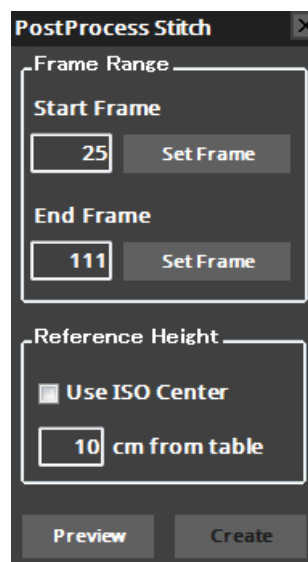 PostProcess Stitch
Frame Range
Start Frame
25 Set Frame
End Frame
111 Set Frame
Reference Height
Use ISO Center
10 cm from table
Preview Create